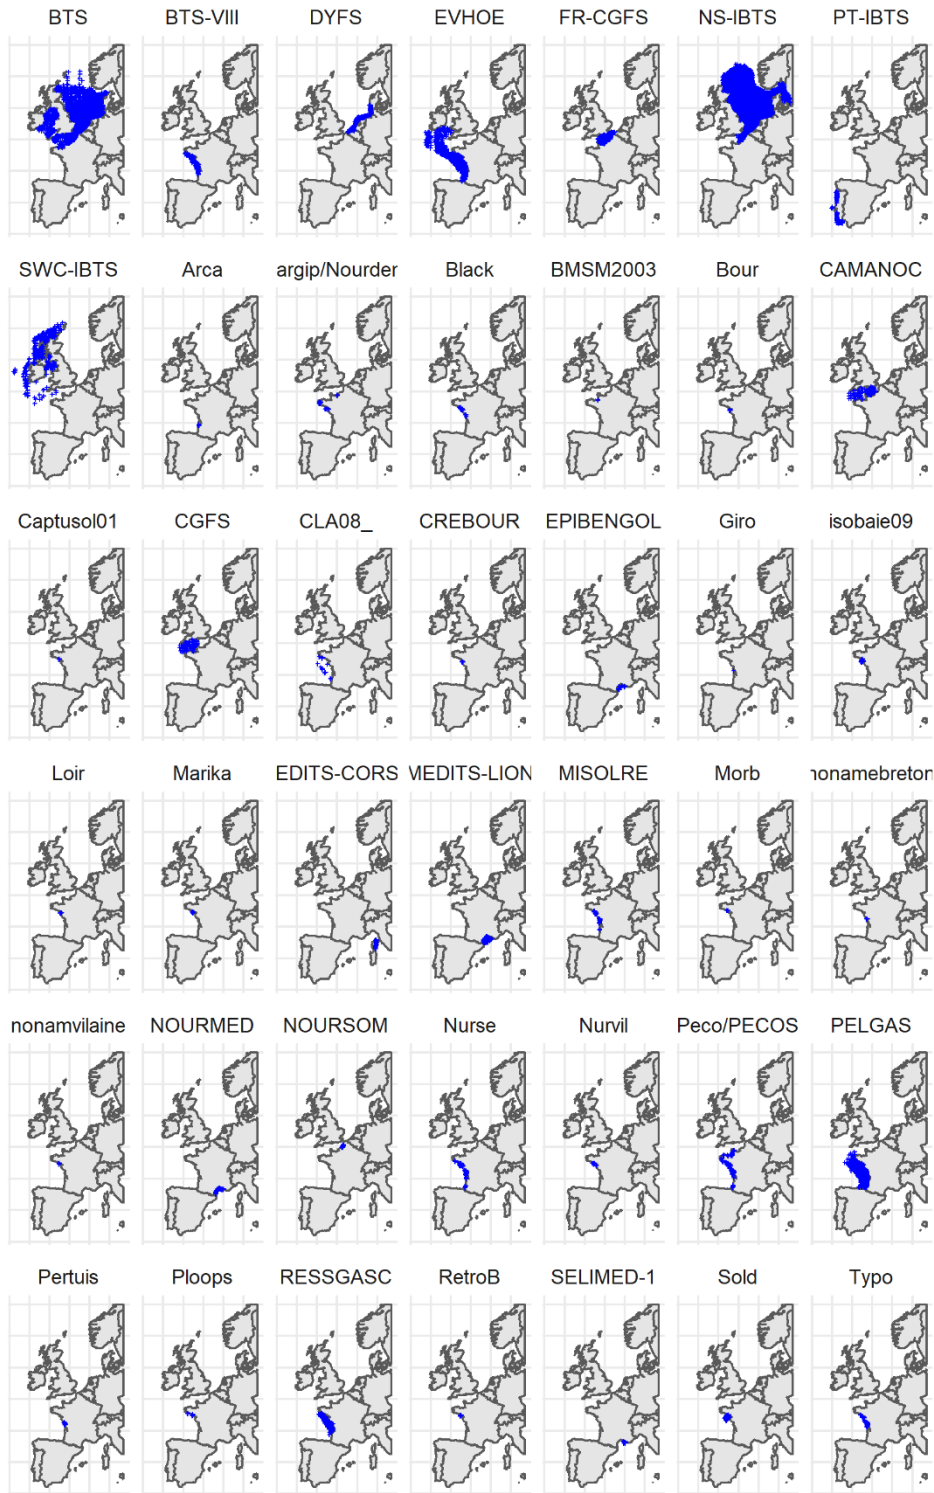 BTS BTS-VIII DYFS EVHOE FR-CGFS NS-IBTS PT-IBTS
SWC-IBTS Arca argip/Nourder Black BMSM2003 Bour CAMANOC
Captusol01 CGFS CLA08_ CREBOUR EPIBENGOL Giro isobaie09
Loir Marika EDITS-CORS MEDITS-LION MISOLRE Morb nonamebreton
nonamvilaine NOURMED NOURSOM Nurse Nurvil Peco/PECOS PELGAS
Pertuis Ploops RESSGASC RetroB SELIMED-1 Sold Typo